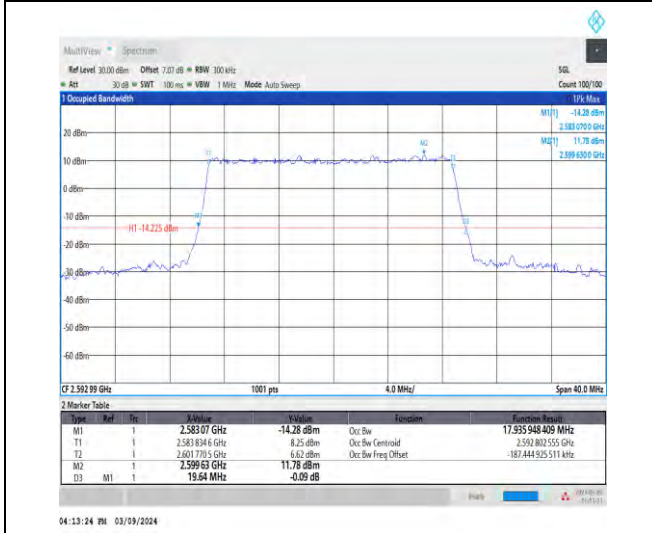 MultiView Spectrum
Ref Level 30.00 dBm Offset 7.07 dB RBW 300 kHz SGL
Att 30 dB SWT 100 ms VBW 1 MHz Mode Auto Sweep Count 100/100
1 Occupied Bandwidth 1Pk Max
M1[1] -14.28 dBm
2.583 0700 GHz
M2[1] 11.78 dBm
2.599 6300 GHz
20 dBm
10 dBm
M2
T1
0 dBm
-10 dBm
M1
H1 -14.225 dBm
D3
-20 dBm
-30 dBm
-40 dBm
-50 dBm
-60 dBm
CF 2.592 99 GHz 1001 pts 4.0 MHz/ Span 40.0 MHz
2 Marker Table
Type Ref Trc X-Value Y-Value Function Function Result
M1 1 2.583 07 GHz -14.28 dBm Occ Bw 17.935 948 409 MHz
T1 1 2.583 834 6 GHz 8.25 dBm Occ Bw Centroid 2.592 802 555 GHz
T2 1 2.601 770 5 GHz 6.62 dBm Occ Bw Freq Offset -187.444 925 511 kHz
M2 1 2.599 63 GHz 11.78 dBm
D3 M1 1 19.64 MHz -0.09 dB
Ready
04:13:24 PM 03/09/2024